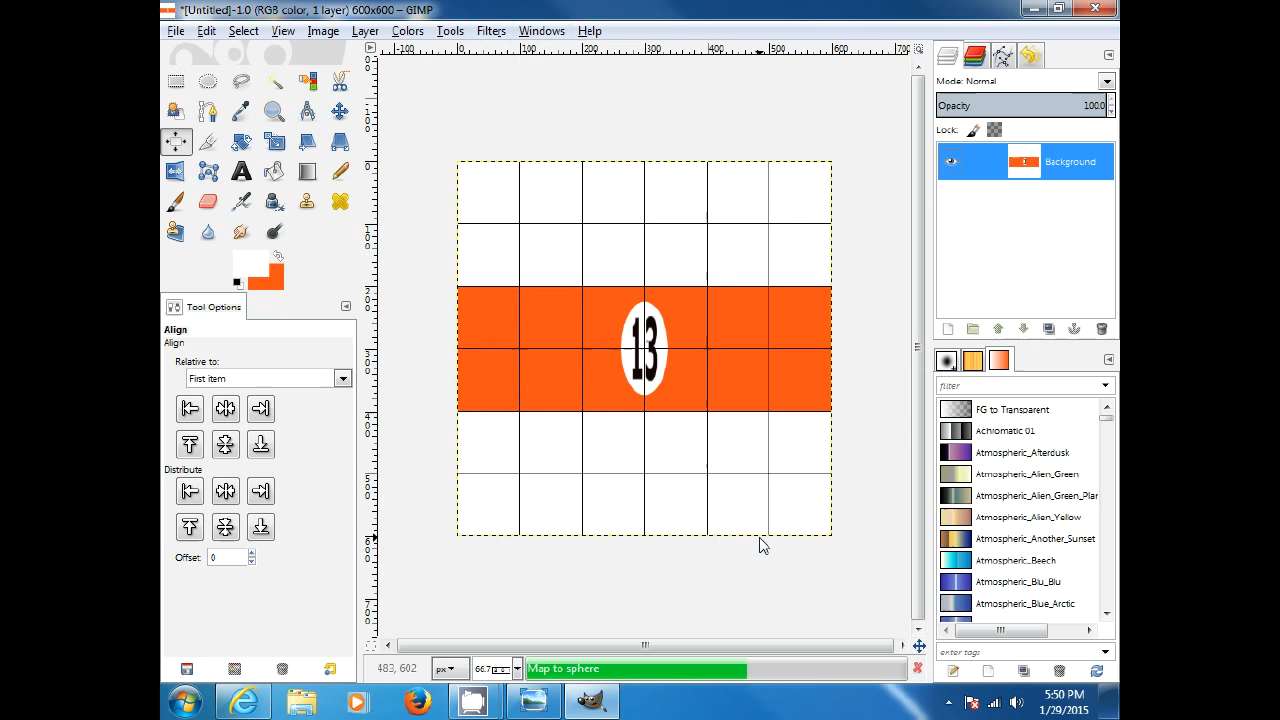 *[Untitled]-1.0 (RGB color, 1 layer) 600x600 – GIMP
File Edit Select View Image Layer Colors Tools Filters Windows Help
-100 0 100 200 300 400 500 600 700
Mode: Normal
Opacity 100.0
Lock:
Background
13
Tool Options
Align
Align
Relative to:
First item
Distribute
Offset: 0
filter
FG to Transparent
Achromatic 01
Atmospheric_Afterdusk
Atmospheric_Alien_Green
Atmospheric_Alien_Green_Plan
Atmospheric_Alien_Yellow
Atmospheric_Another_Sunset
Atmospheric_Beech
Atmospheric_Blu_Blu
Atmospheric_Blue_Arctic
enter tags
483, 602 px 66.7 Map to sphere
5:50 PM
1/29/2015